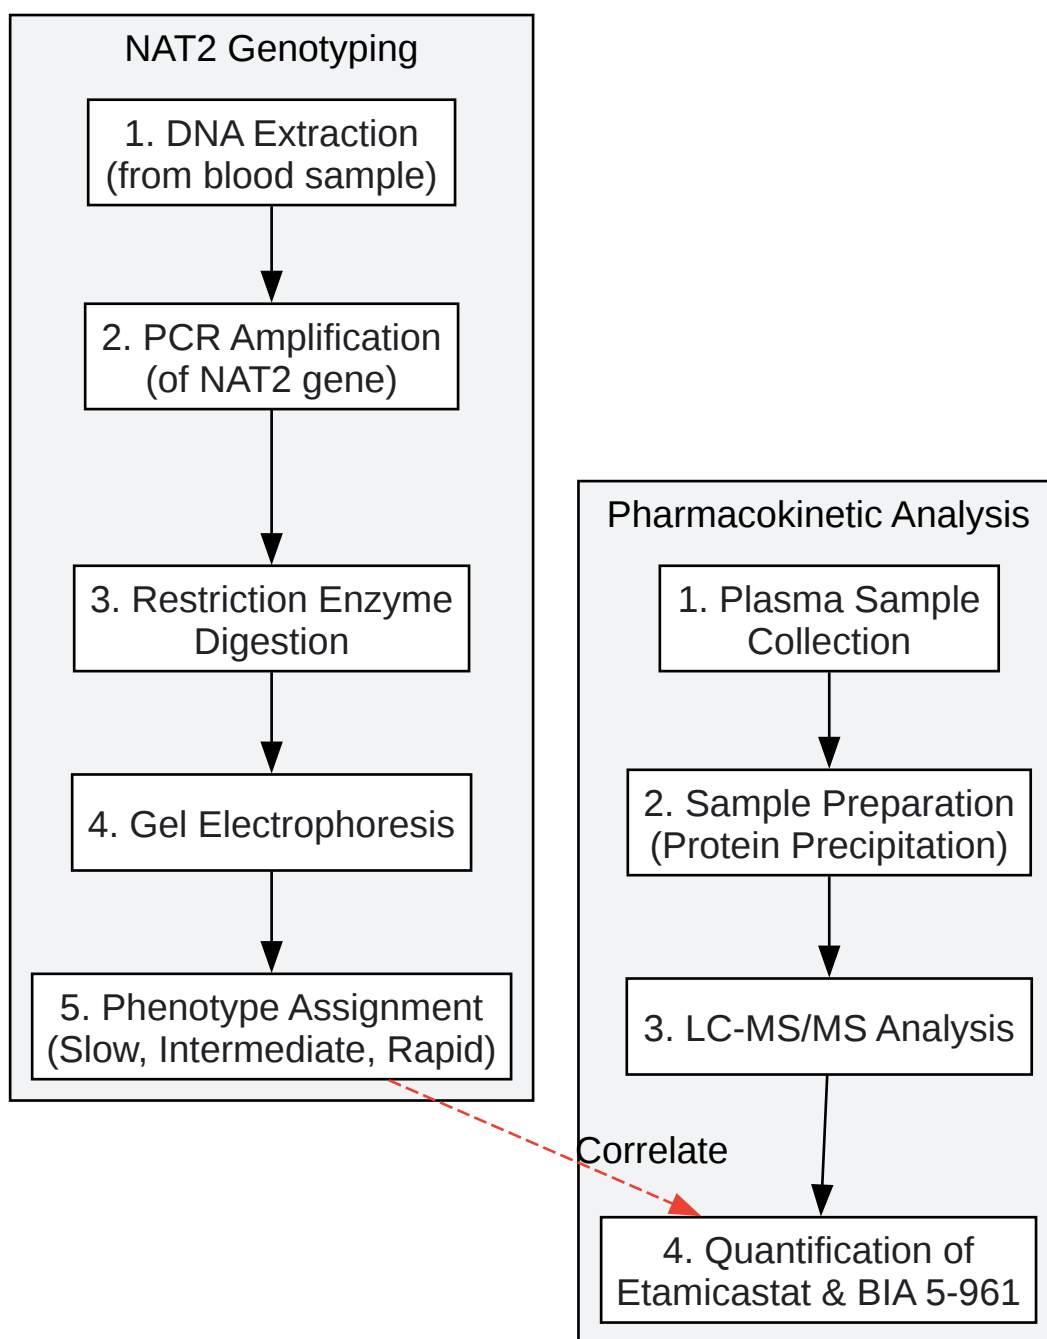 NAT2 Genotyping
1. DNA Extraction
(from blood sample)
2. PCR Amplification
(of NAT2 gene)
3. Restriction Enzyme
Digestion
4. Gel Electrophoresis
5. Phenotype Assignment
(Slow, Intermediate, Rapid)
Correlate
Pharmacokinetic Analysis
1. Plasma Sample
Collection
2. Sample Preparation
(Protein Precipitation)
3. LC-MS/MS Analysis
4. Quantification of
Etamicastat & BIA 5-961